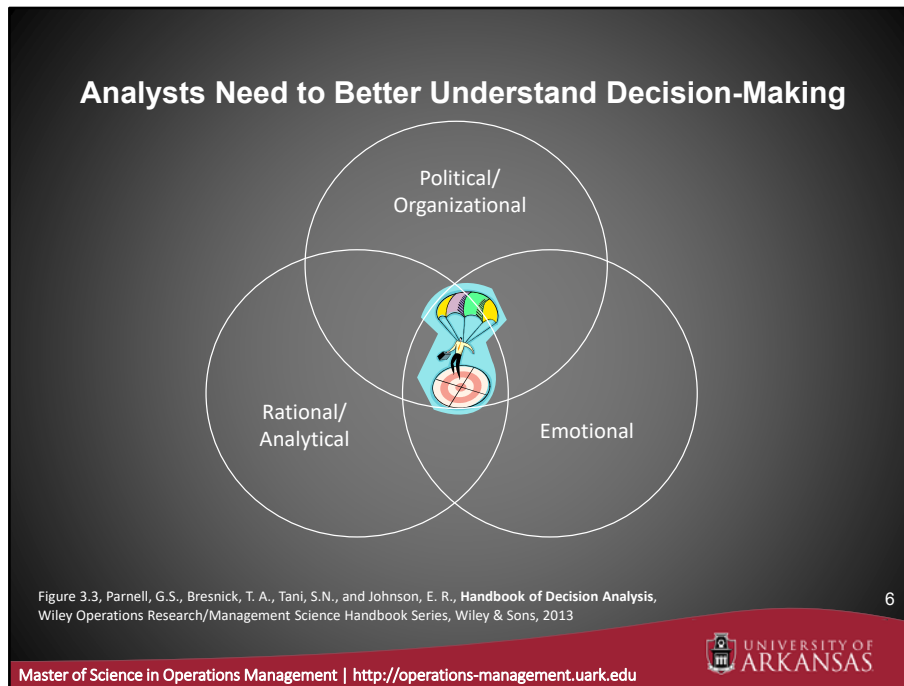 Analysts Need to Better Understand Decision-Making
Political/
Organizational
Rational/
Analytical
Emotional
Figure 3.3, Parnell, G.S., Bresnick, T. A., Tani, S.N., and Johnson, E. R., Handbook of Decision Analysis,
Wiley Operations Research/Management Science Handbook Series, Wiley & Sons, 2013
6
UNIVERSITY OF
ARKANSAS
Master of Science in Operations Management | http://operations-management.uark.edu